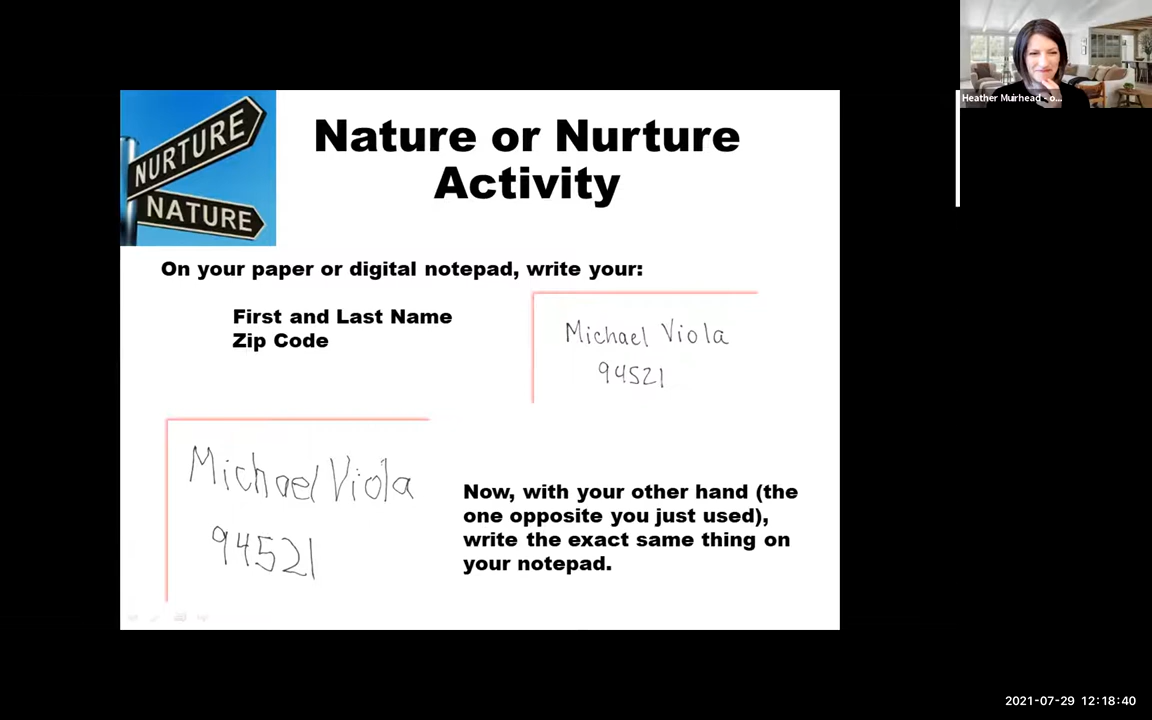 Heather Muirhead - o...
NURTURE
NATURE
Nature or Nurture
Activity
On your paper or digital notepad, write your:
First and Last Name
Zip Code
Michael Viola
94521
Michael Viola
94521
Now, with your other hand (the
one opposite you just used),
write the exact same thing on
your notepad.
2021-07-29 12:18:40